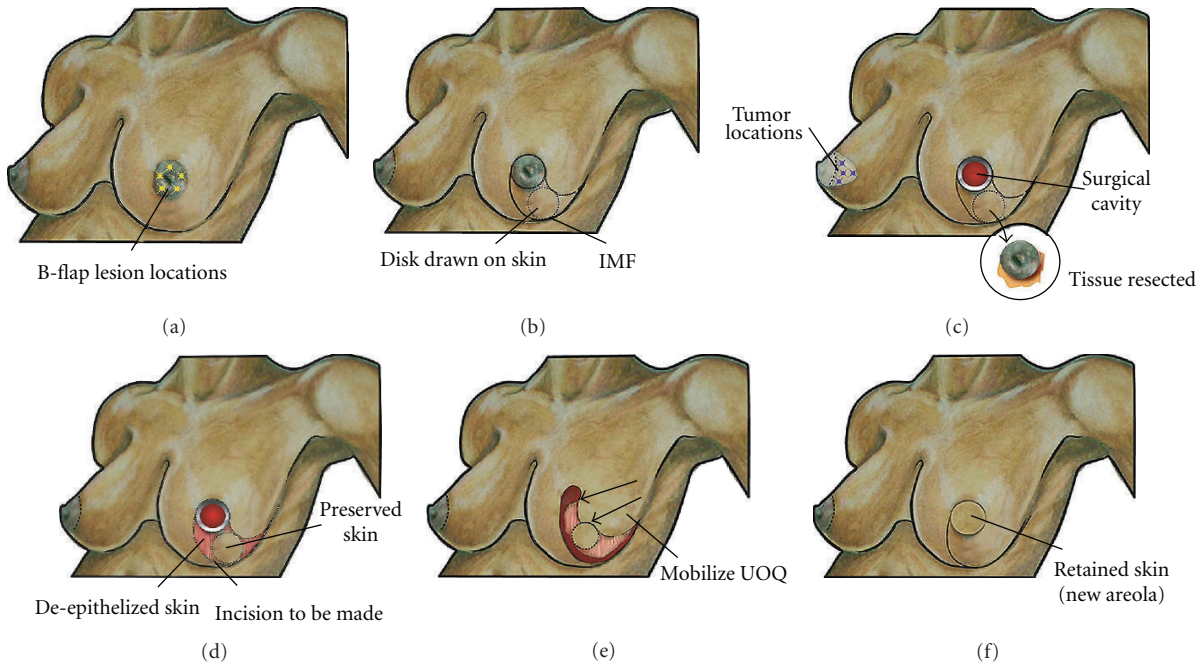 B-flap lesion locations
(a)
Disk drawn on skin
IMF
(b)
Tumor
locations
Surgical
cavity
Tissue resected
(c)
Preserved
skin
De-epithelized skin
Incision to be made
(d)
Mobilize UOQ
(e)
Retained skin
(new areola)
(f)